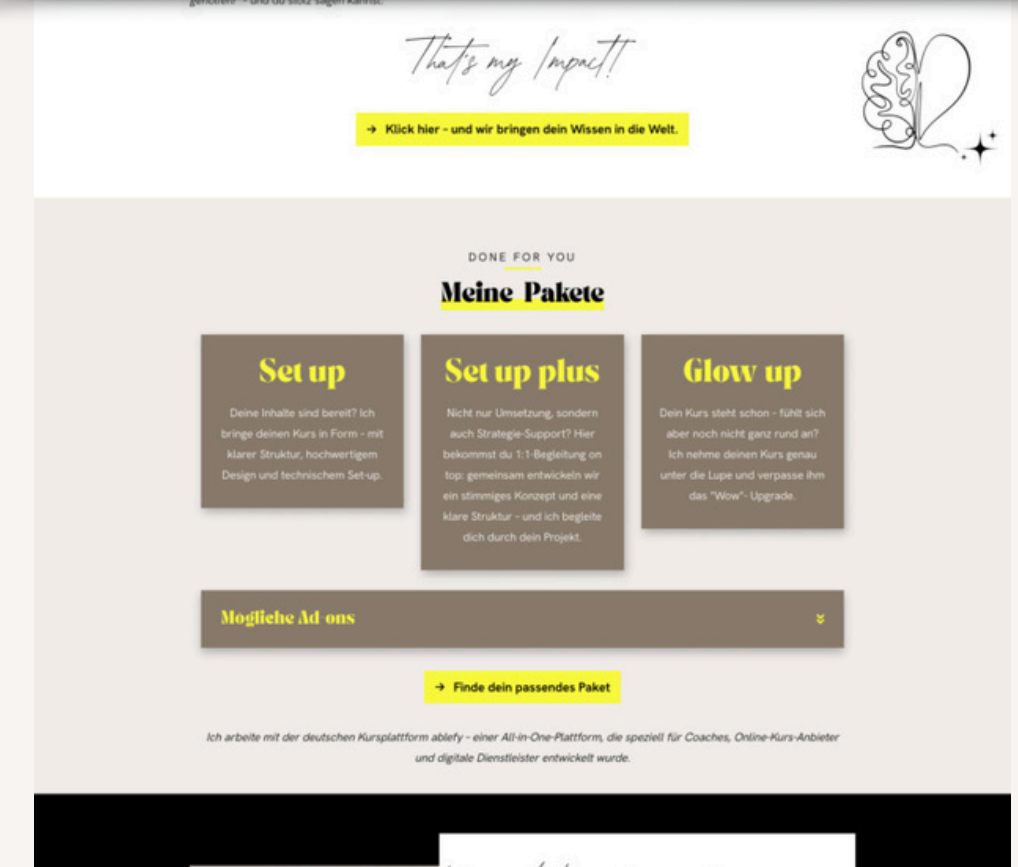 genommen" - und du stolz sagen kannst:
That's my Impact!
→ Klick hier - und wir bringen dein Wissen in die Welt.
DONE FOR YOU
Meine Pakete
Set up
Deine Inhalte sind bereit? Ich
bringe deinen Kurs in Form - mit
klarer Struktur, hochwertigem
Design und technischem Set-up.
Set up plus
Nicht nur Umsetzung, sondern
auch Strategie-Support? Hier
bekommst du 1:1-Begleitung on
top: gemeinsam entwickeln wir
ein stimmiges Konzept und eine
klare Struktur - und ich begleite
dich durch dein Projekt.
Glow up
Dein Kurs steht schon - fühlt sich
aber noch nicht ganz rund an?
Ich nehme deinen Kurs genau
unter die Lupe und verpasse ihm
das "Wow"- Upgrade.
Mögliche Ad ons
→ Finde dein passendes Paket
Ich arbeite mit der deutschen Kursplattform ablefy - einer All-in-One-Plattform, die speziell für Coaches, Online-Kurs-Anbieter
und digitale Dienstleister entwickelt wurde.